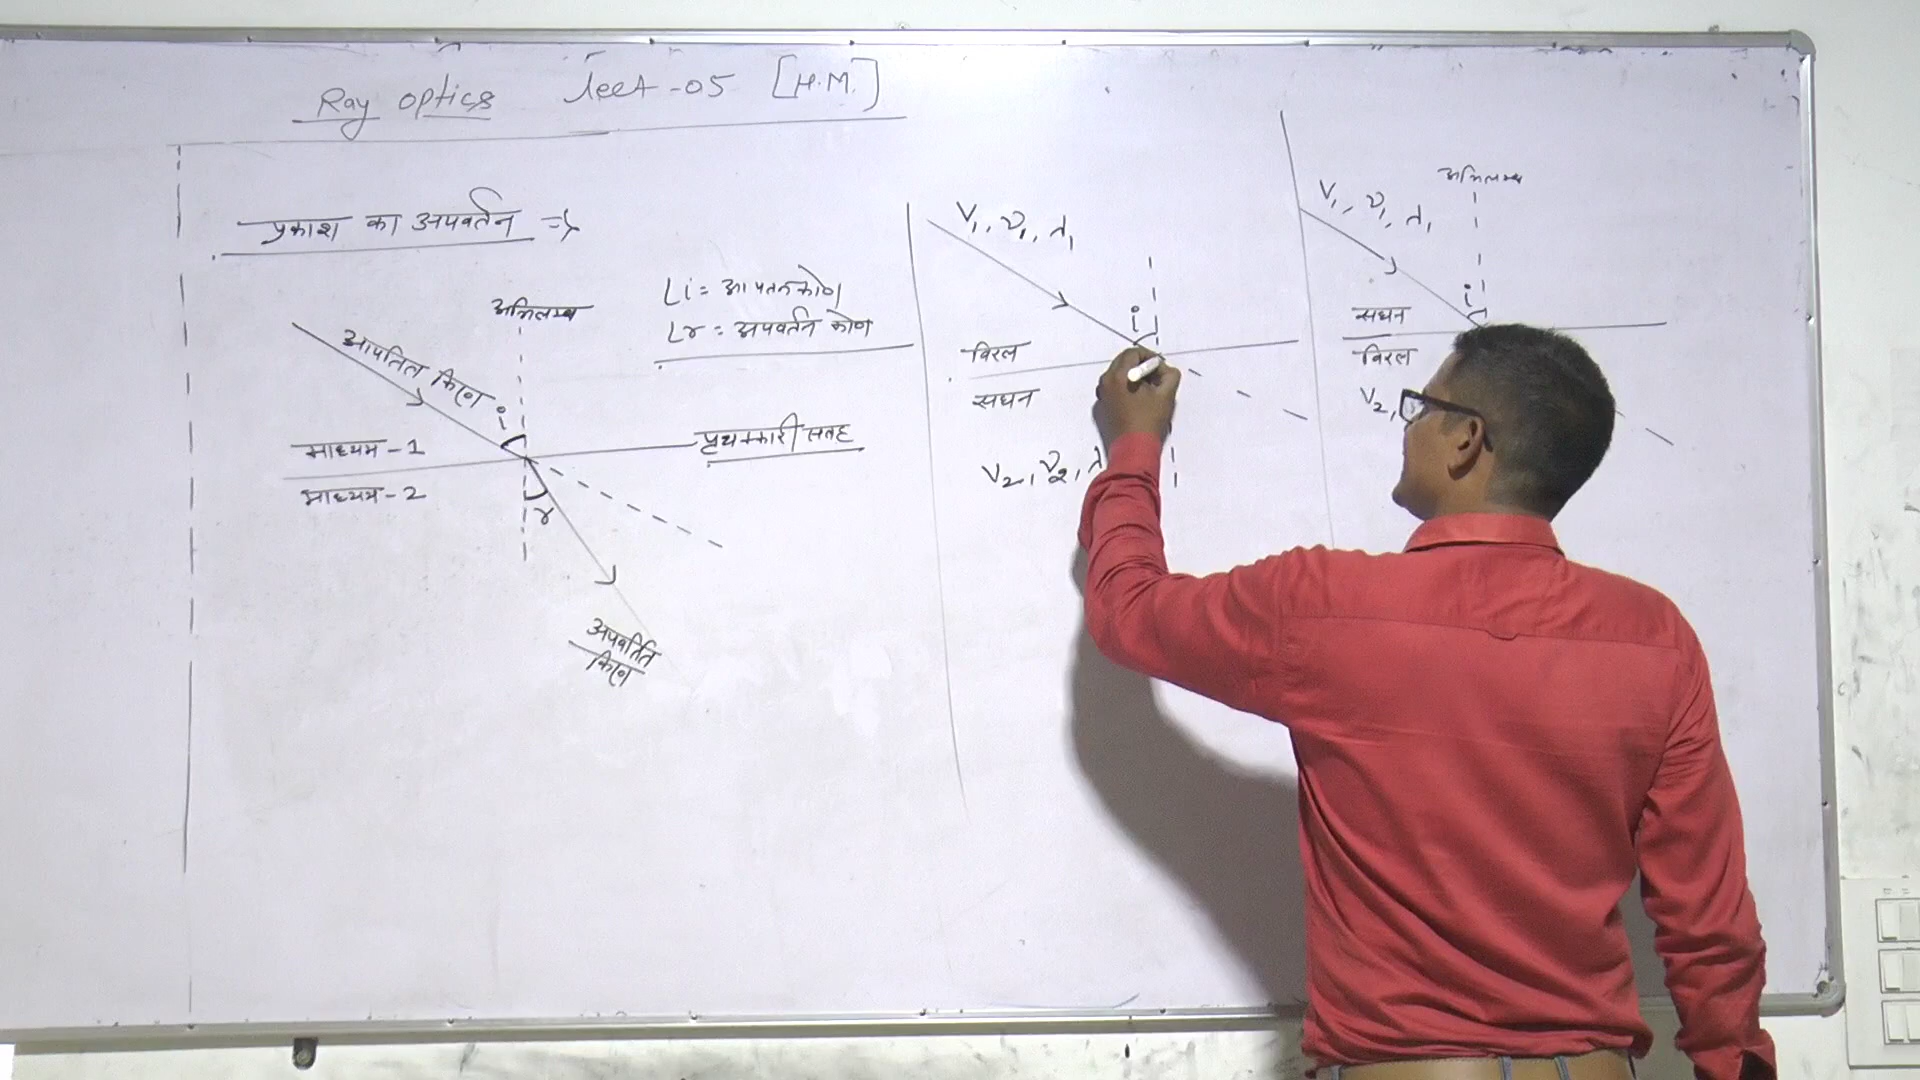 Ray optics Lect-05 [H.M.]
प्रकाश का अपवर्तन ⇒
अभिलम्ब
आपतित किरण
i
माध्यम-1
माध्यम-2
r
अपवर्तित
किरण
पृथक्कारी सतह
∠i = आपतन कोण
∠r = अपवर्तन कोण
V₁, ν₁, λ₁
i
विरल
सघन
V₂, ν₂, λ
अभिलम्ब
V₁, ν₁, λ₁
i
सघन
विरल
V₂,